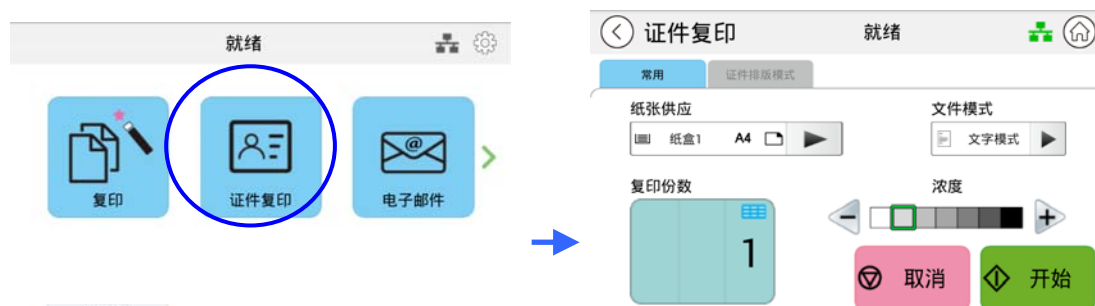 就绪
复印
证件复印
@
电子邮件
证件复印
就绪
常用
证件排版模式
纸张供应
文件模式
纸盒1 A4
文字模式
复印份数
浓度
1
取消
开始